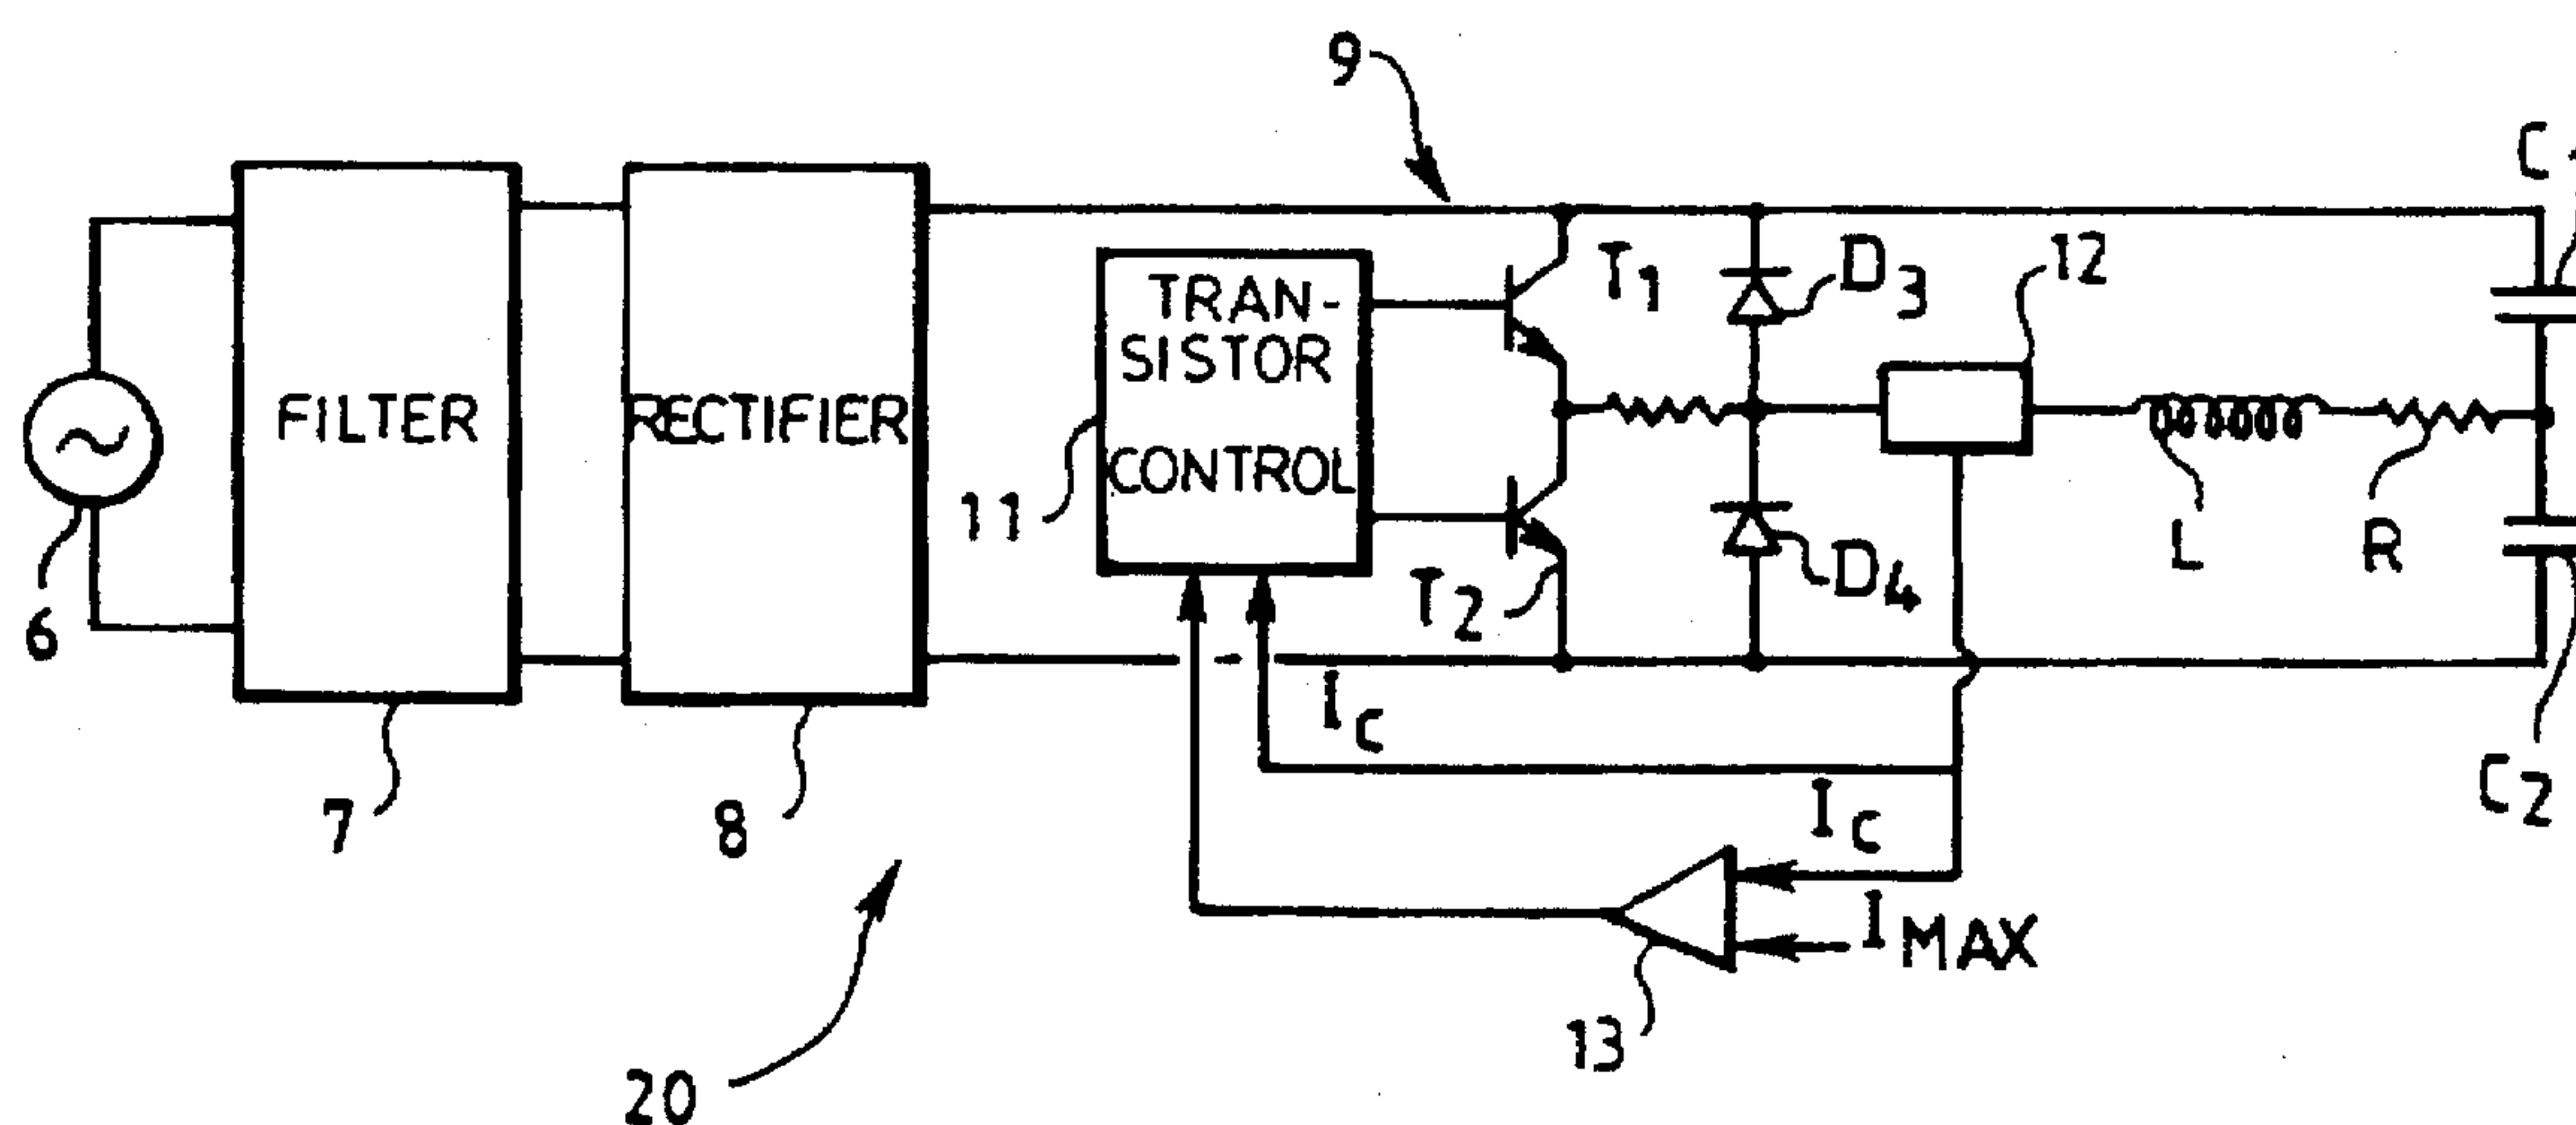 9
C
T1
D3
12
TRAN-
SISTOR
CONTROL
FILTER
RECTIFIER
11
T2
D4
L
R
6
IC
7
8
IC
C2
IMAX
13
20